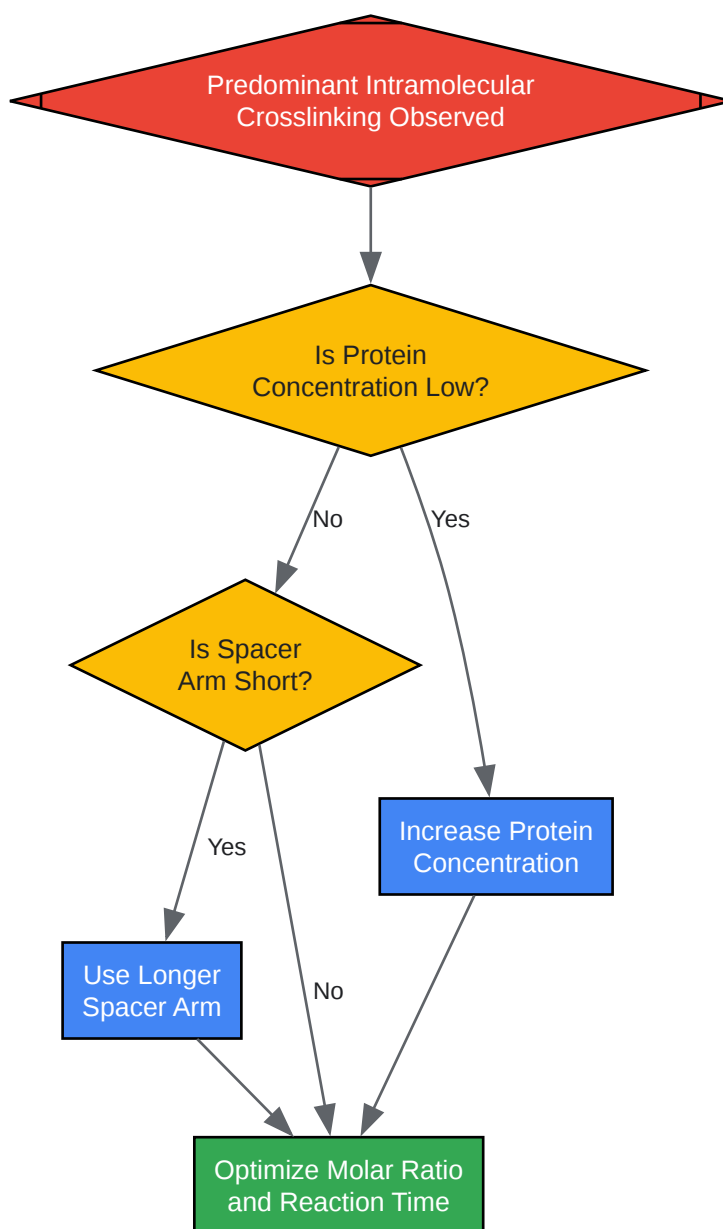 Predominant Intramolecular
Crosslinking Observed
Is Protein
Concentration Low?
No
Yes
Is Spacer
Arm Short?
Increase Protein
Concentration
Yes
Use Longer
Spacer Arm
No
Optimize Molar Ratio
and Reaction Time